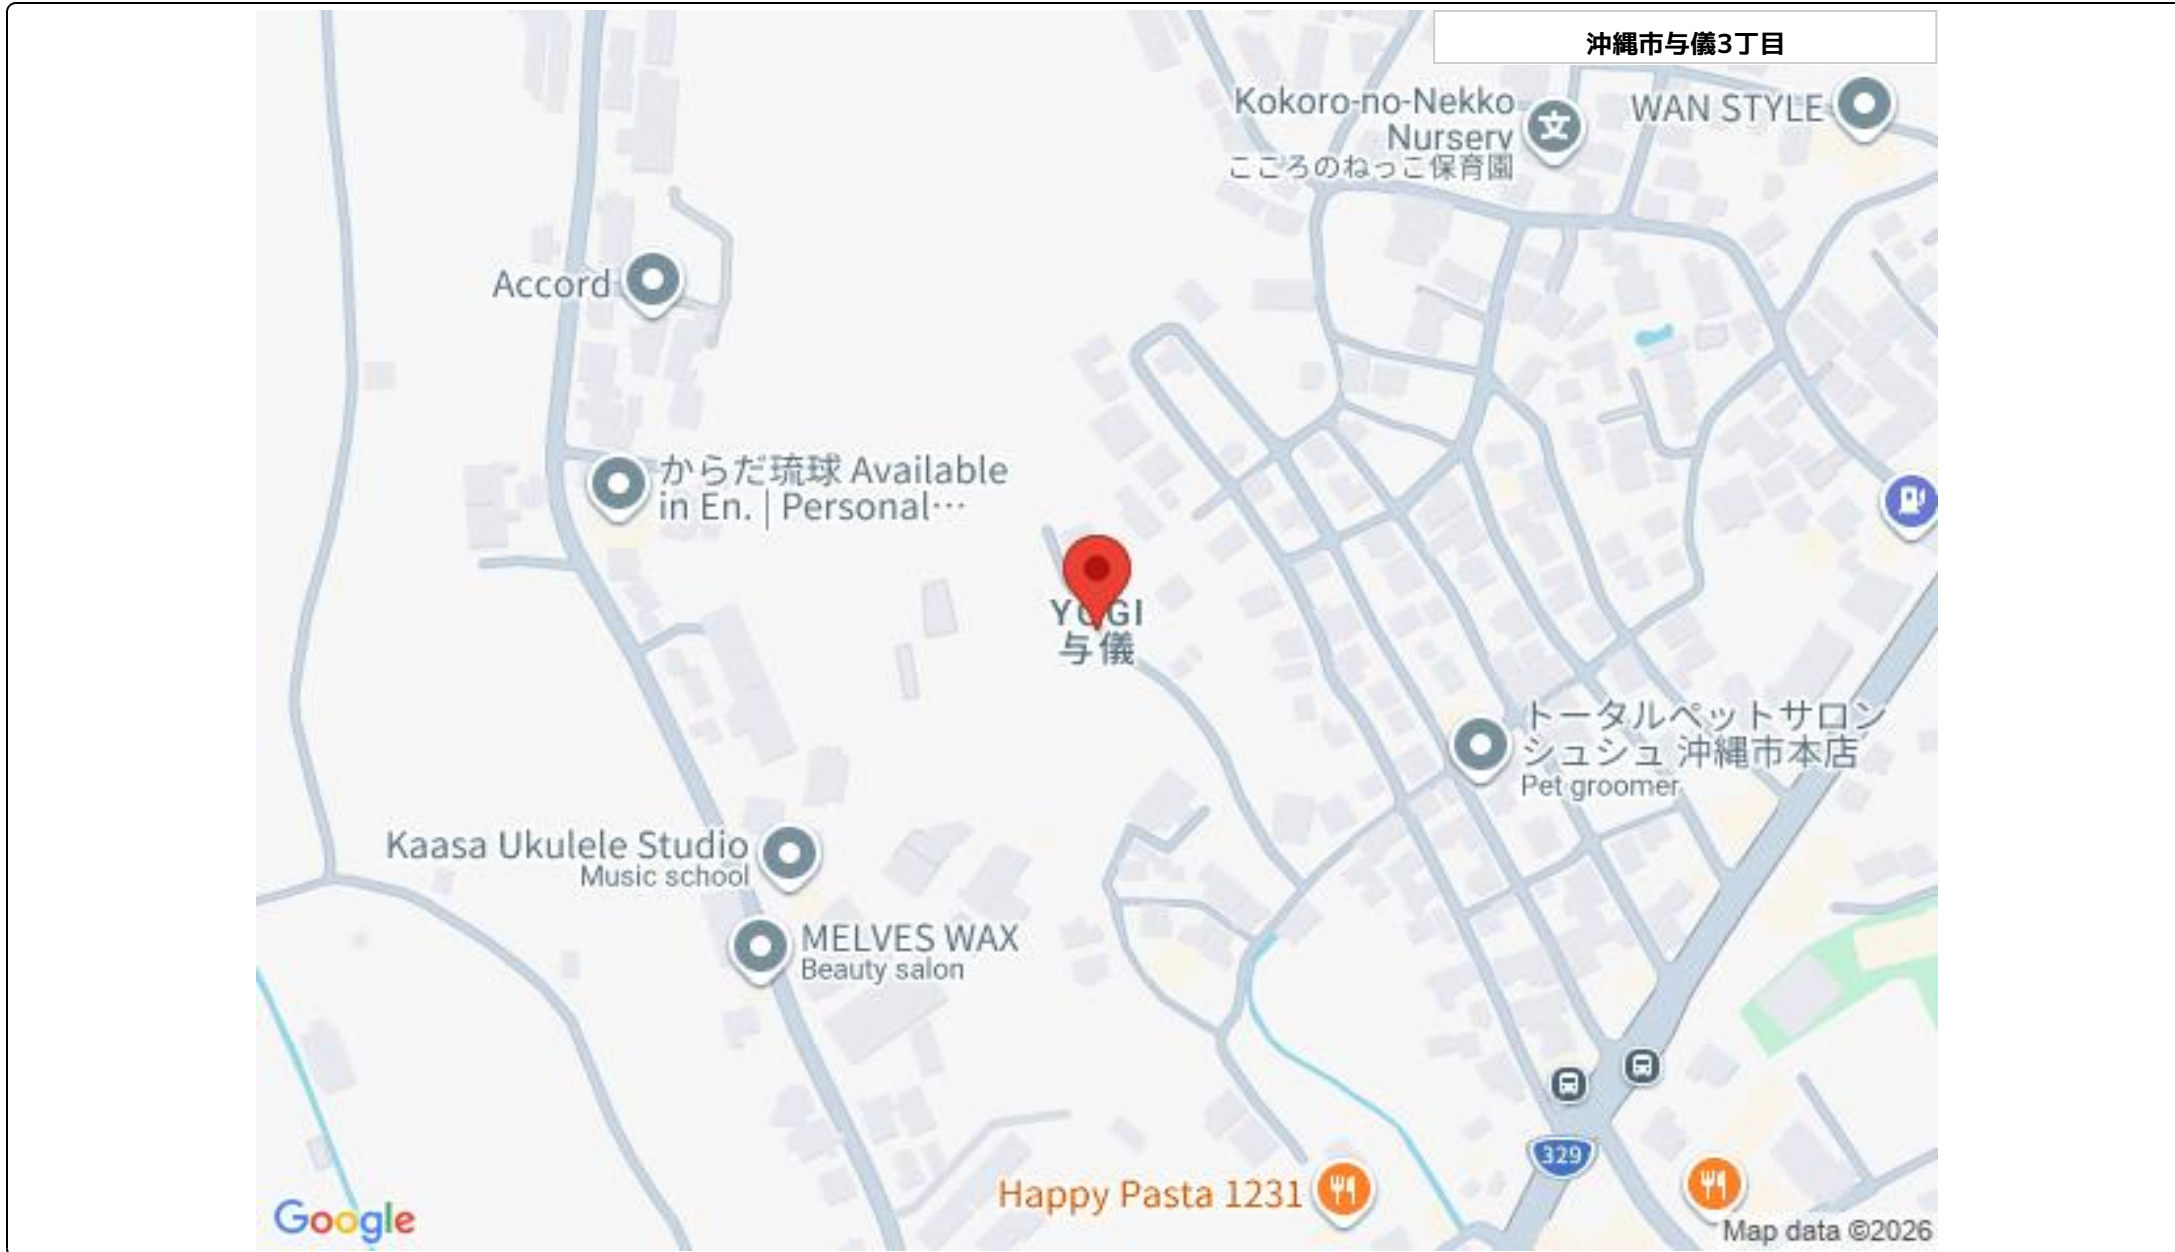 沖縄市与儀3丁目
Kokoro-no-Nekko
Nursery
こころのねっこ保育園
WAN STYLE
Accord
からだ琉球 Available
in En. | Personal…
YOGI
与儀
トータルペットサロン
シュシュ 沖縄市本店
Pet groomer
Kaasa Ukulele Studio
Music school
MELVES WAX
Beauty salon
329
Happy Pasta 1231
Google
Map data ©2026